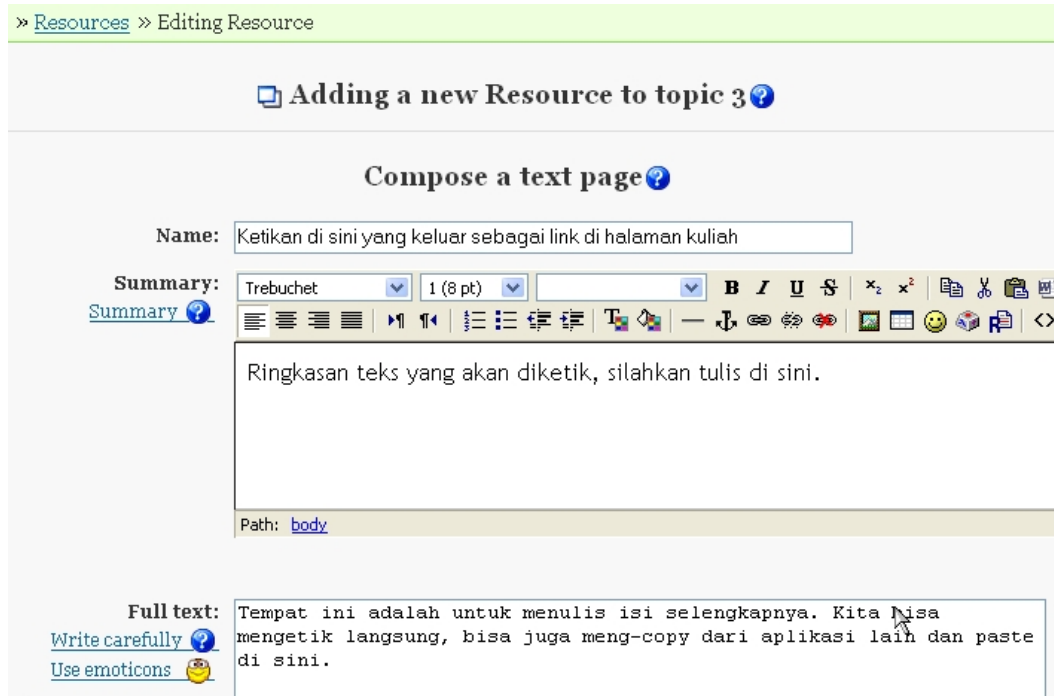 » Resources » Editing Resource
Adding a new Resource to topic 3
Compose a text page
Name: Ketikan di sini yang keluar sebagai link di halaman kuliah
Summary: Trebuchet 1 (8 pt) B I U S x₂ x²
Summary
Ringkasan teks yang akan diketik, silahkan tulis di sini.
Path: body
Full text: Tempat ini adalah untuk menulis isi selengkapnya. Kita bisa
Write carefully mengetik langsung, bisa juga meng-copy dari aplikasi lain dan paste
Use emoticons di sini.